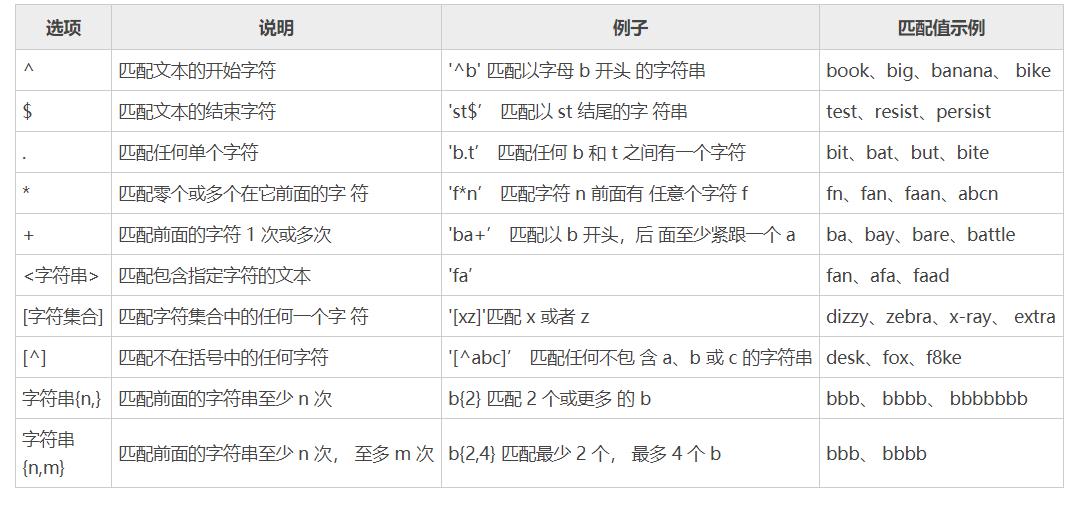 选项 说明 例子 匹配值示例
^ 匹配文本的开始字符 '^b' 匹配以字母 b 开头 的字符串 book、big、banana、 bike
$ 匹配文本的结束字符 'st$’ 匹配以 st 结尾的字 符串 test、resist、persist
. 匹配任何单个字符 'b.t’ 匹配任何 b 和 t 之间有一个字符 bit、bat、but、bite
* 匹配零个或多个在它前面的字 符 'f*n’ 匹配字符 n 前面有 任意个字符 f fn、fan、faan、abcn
+ 匹配前面的字符 1 次或多次 'ba+’ 匹配以 b 开头，后 面至少紧跟一个 a ba、bay、bare、battle
<字符串> 匹配包含指定字符的文本 'fa’ fan、afa、faad
[字符集合] 匹配字符集合中的任何一个字 符 '[xz]'匹配 x 或者 z dizzy、zebra、x-ray、 extra
[^] 匹配不在括号中的任何字符 '[^abc]’ 匹配任何不包 含 a、b 或 c 的字符串 desk、fox、f8ke
字符串{n,} 匹配前面的字符串至少 n 次 b{2} 匹配 2 个或更多 的 b bbb、 bbbb、 bbbbbbb
字符串
{n,m} 匹配前面的字符串至少 n 次， 至多 m 次 b{2,4} 匹配最少 2 个， 最多 4 个 b bbb、 bbbb